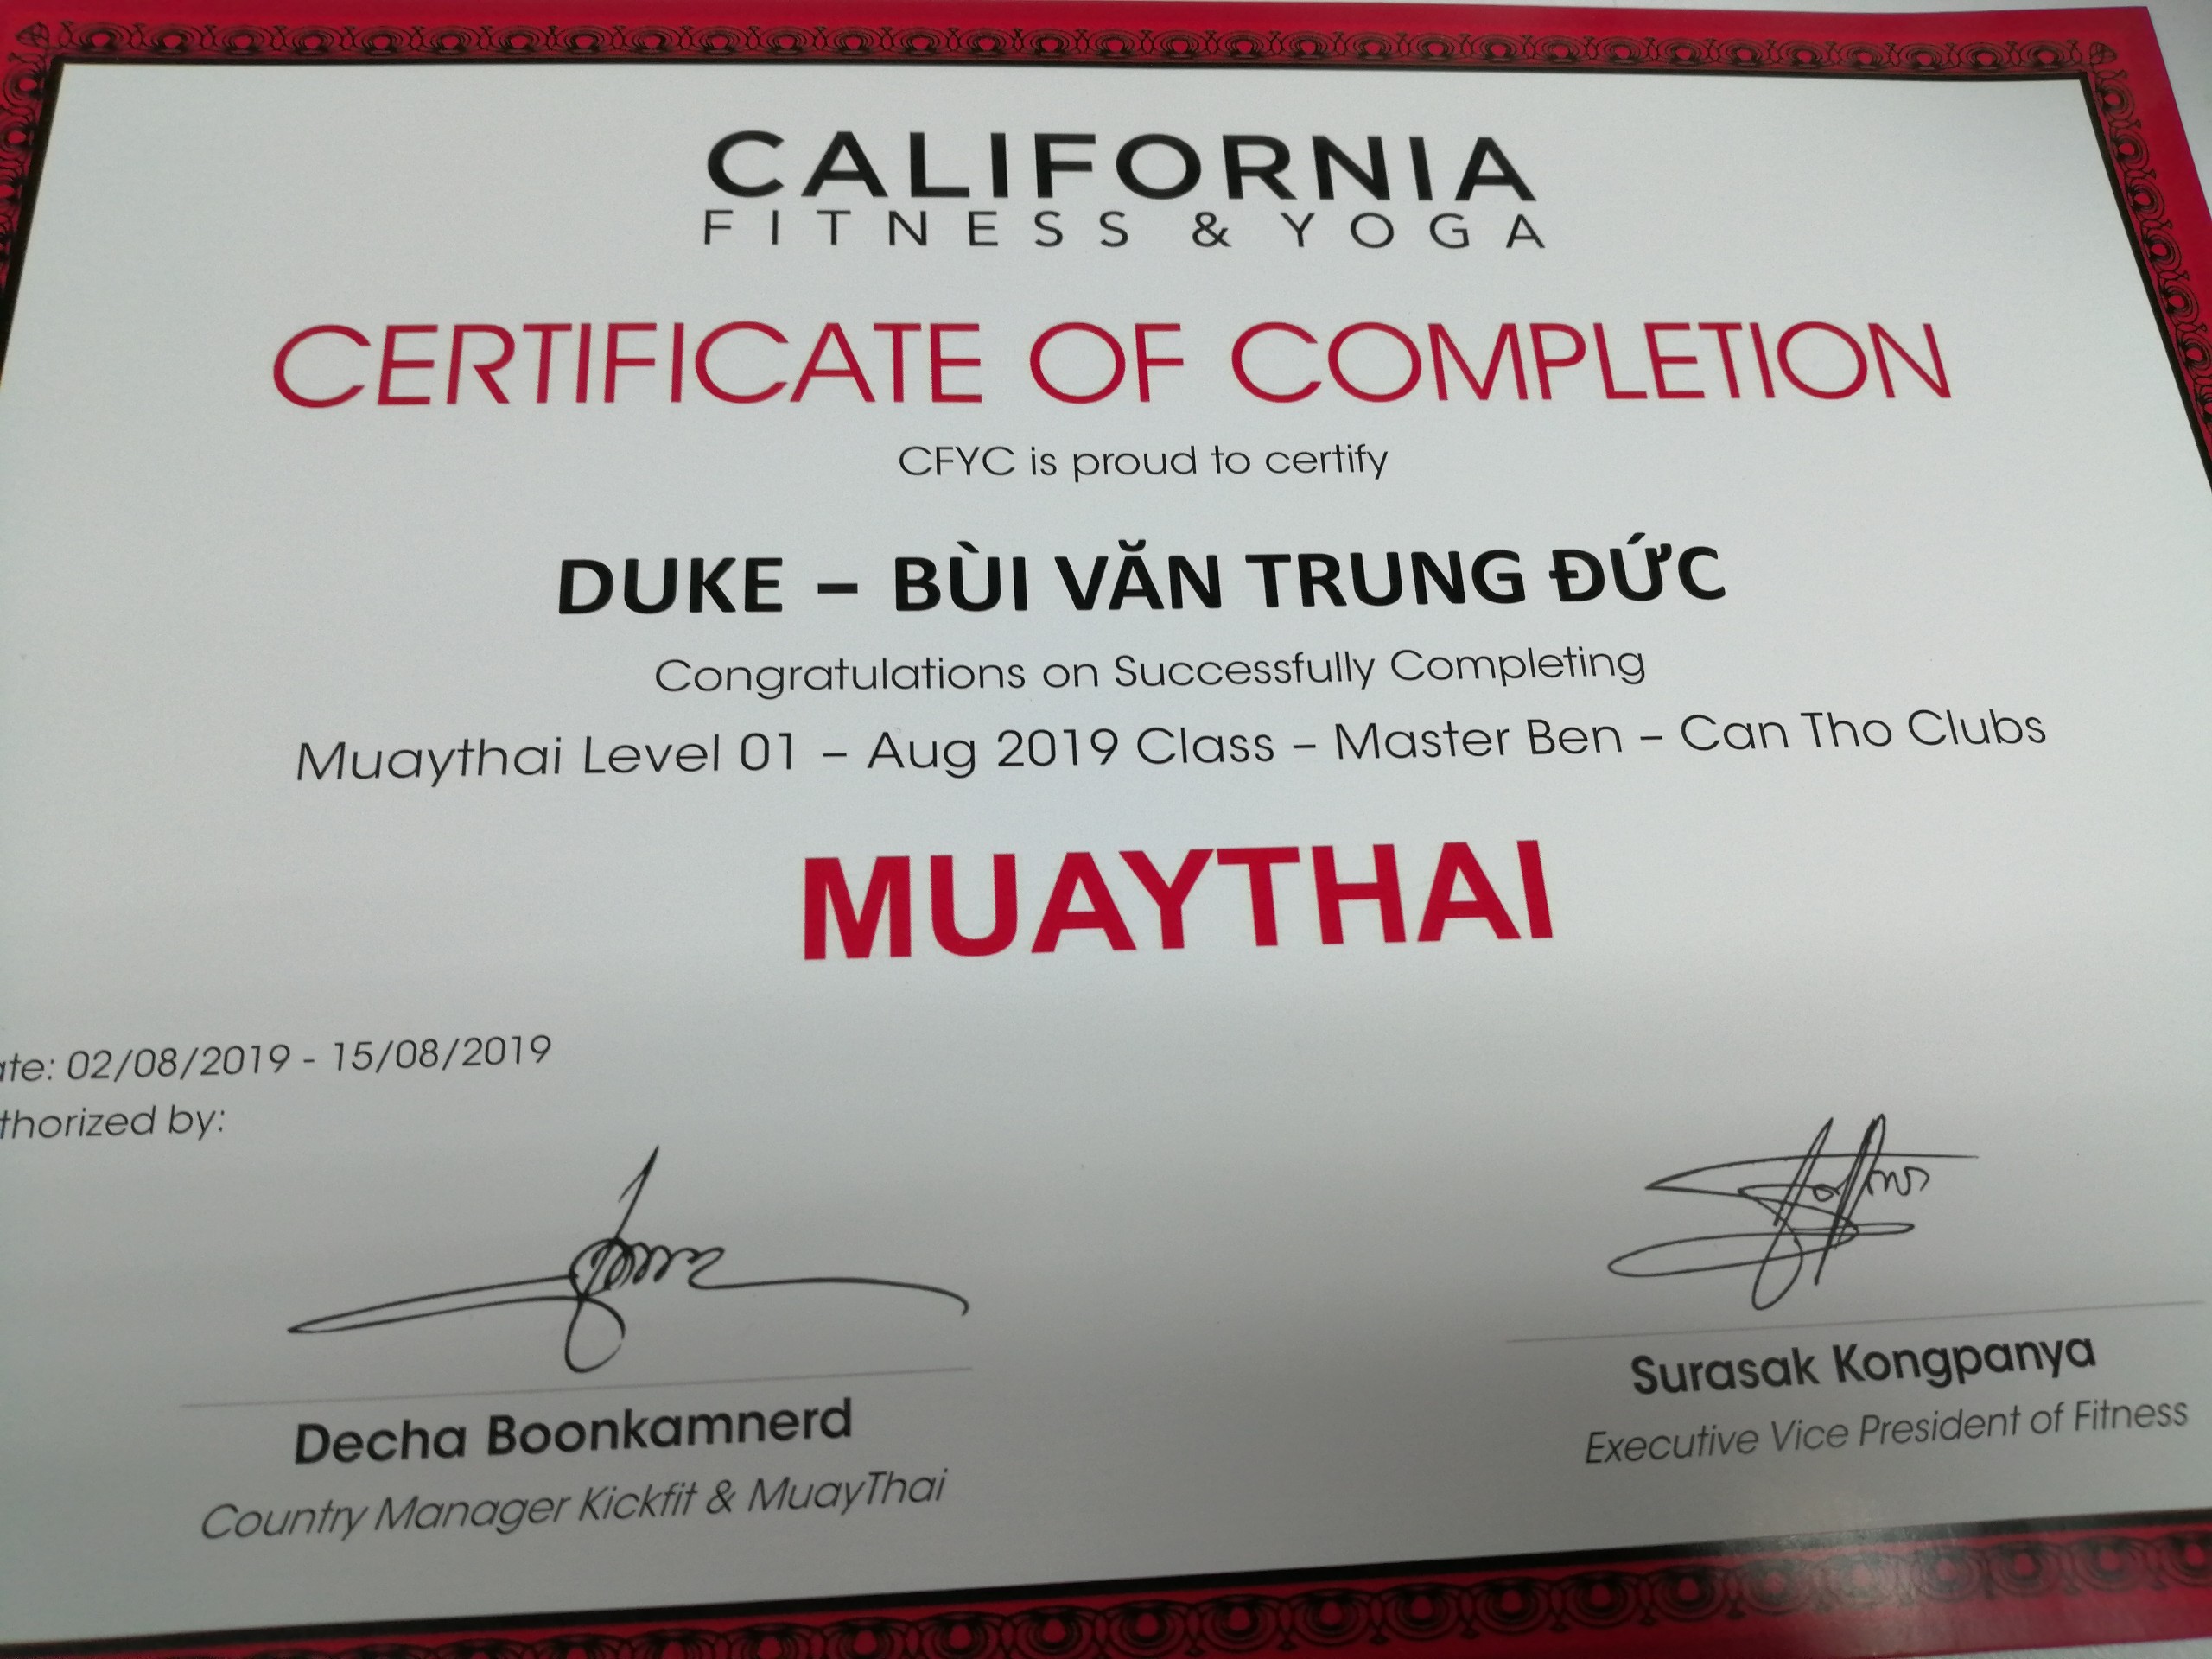 CALIFORNIA
FITNESS & YOGA
CERTIFICATE OF COMPLETION
CFYC is proud to certify
DUKE – BÙI VĂN TRUNG ĐỨC
Congratulations on Successfully Completing
Muaythai Level 01 – Aug 2019 Class – Master Ben – Can Tho Clubs
MUAYTHAI
ate: 02/08/2019 - 15/08/2019
thorized by:
Decha Boonkamnerd
Country Manager Kickfit & MuayThai
Surasak Kongpanya
Executive Vice President of Fitness